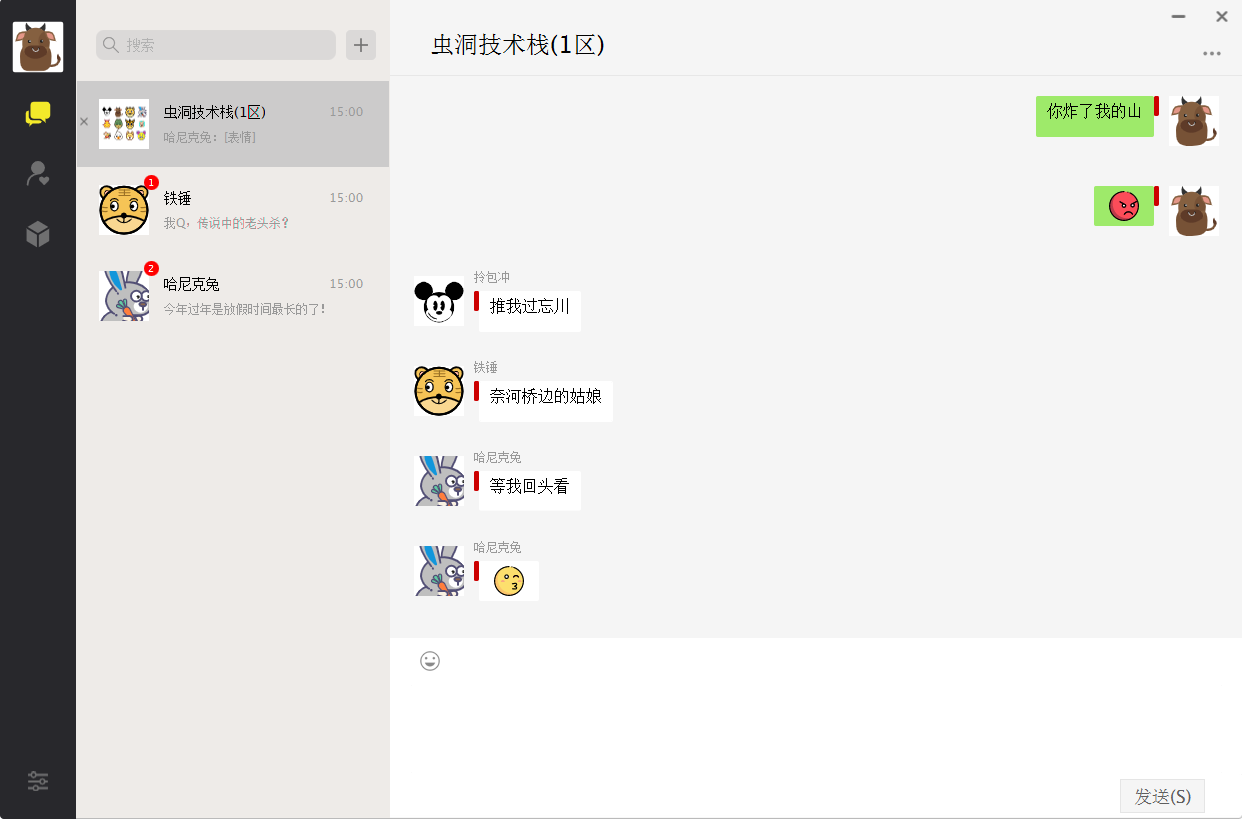 搜索
虫洞技术栈(1区)
15:00
哈尼克兔：[表情]
1
铁锤
15:00
我Q，传说中的老头杀？
2
哈尼克兔
15:00
今年过年是放假时间最长的了！
虫洞技术栈(1区)
你炸了我的山
拎包冲
推我过忘川
铁锤
奈河桥边的姑娘
哈尼克兔
等我回头看
哈尼克兔
发送(S)